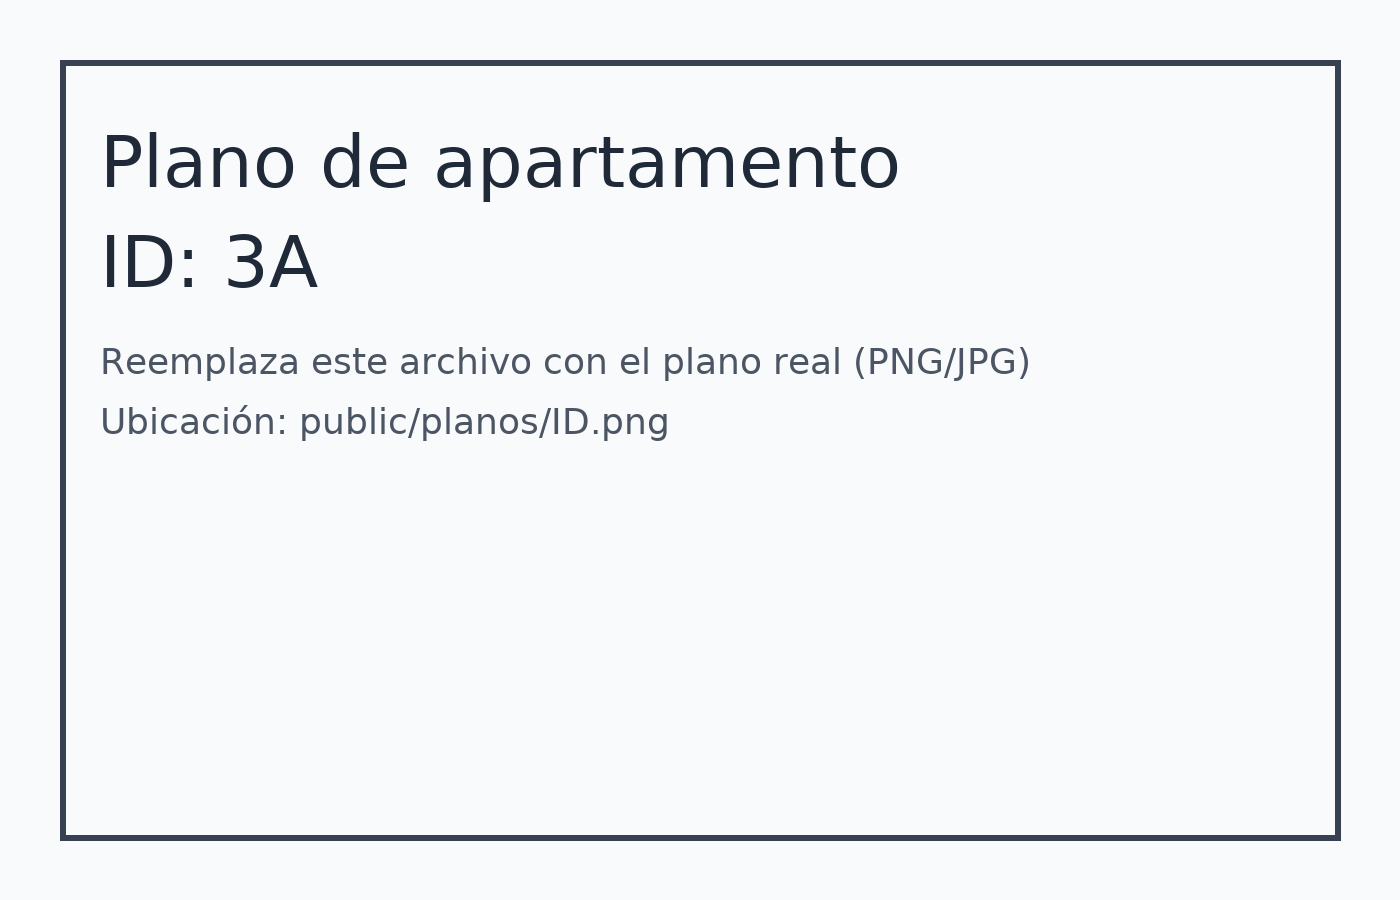 Plano de apartamento
ID: 3A
Reemplaza este archivo con el plano real (PNG/JPG)
Ubicación: public/planos/ID.png